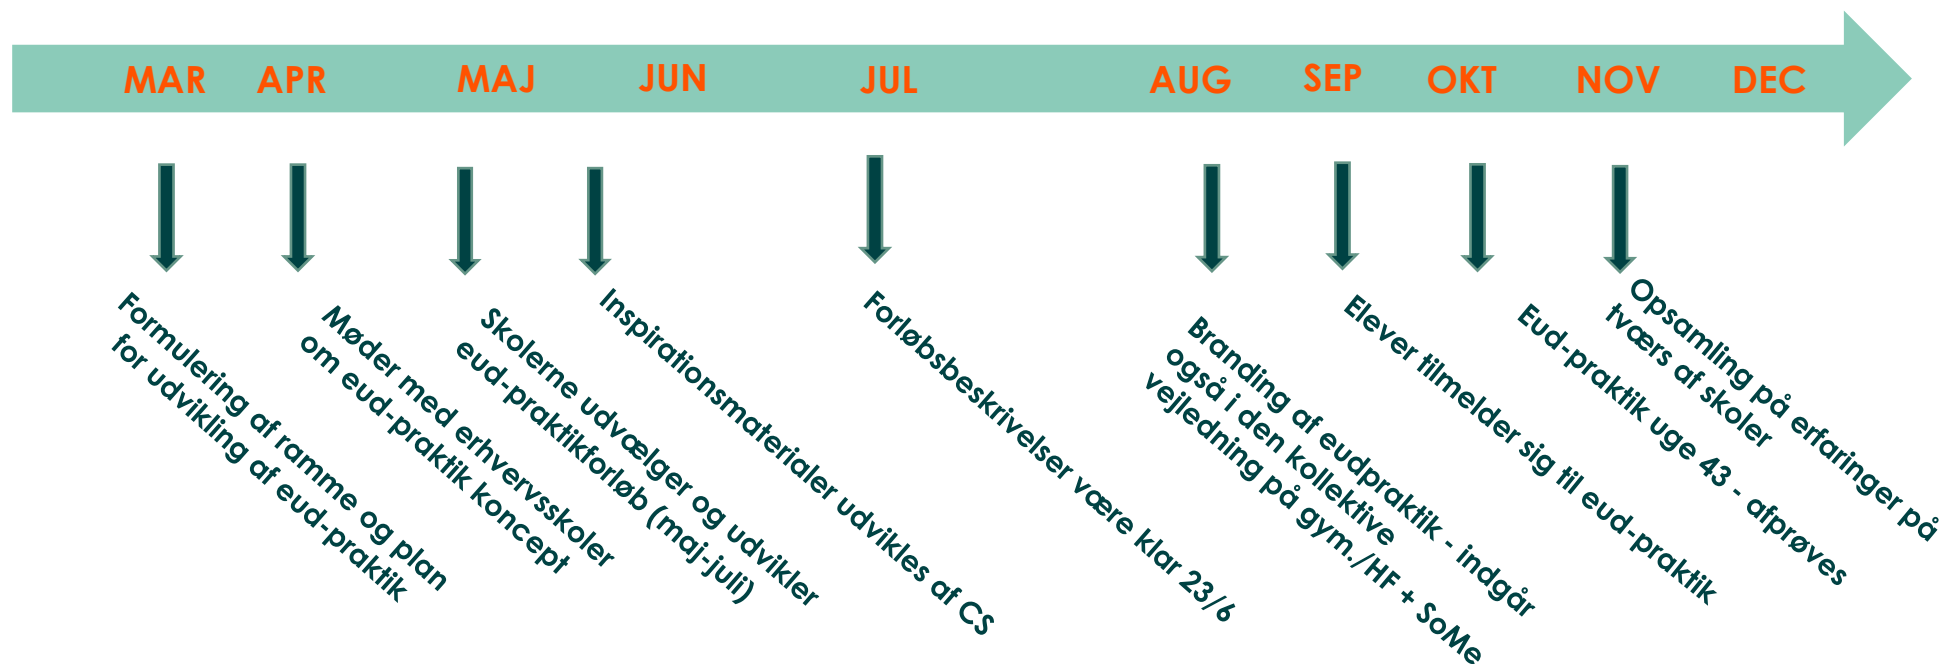 MAR APR MAJ JUN JUL AUG SEP OKT NOV DEC
Formulering af ramme og plan
for udvikling af eud-praktik
Møder med erhvervsskoler
om eud-praktik koncept
Skolerne udvælger og udvikler
eud-praktikforløb (maj-juli)
Inspirationsmaterialer udvikles af CS
Forløbsbeskrivelser være klar 23/6
Branding af eudpraktik - indgår
også i den kollektive
vejledning på gym./HF + SoMe
Elever tilmelder sig til eud-praktik
Eud-praktik uge 43 - afprøves
Opsamling på erfaringer på
tværs af skoler